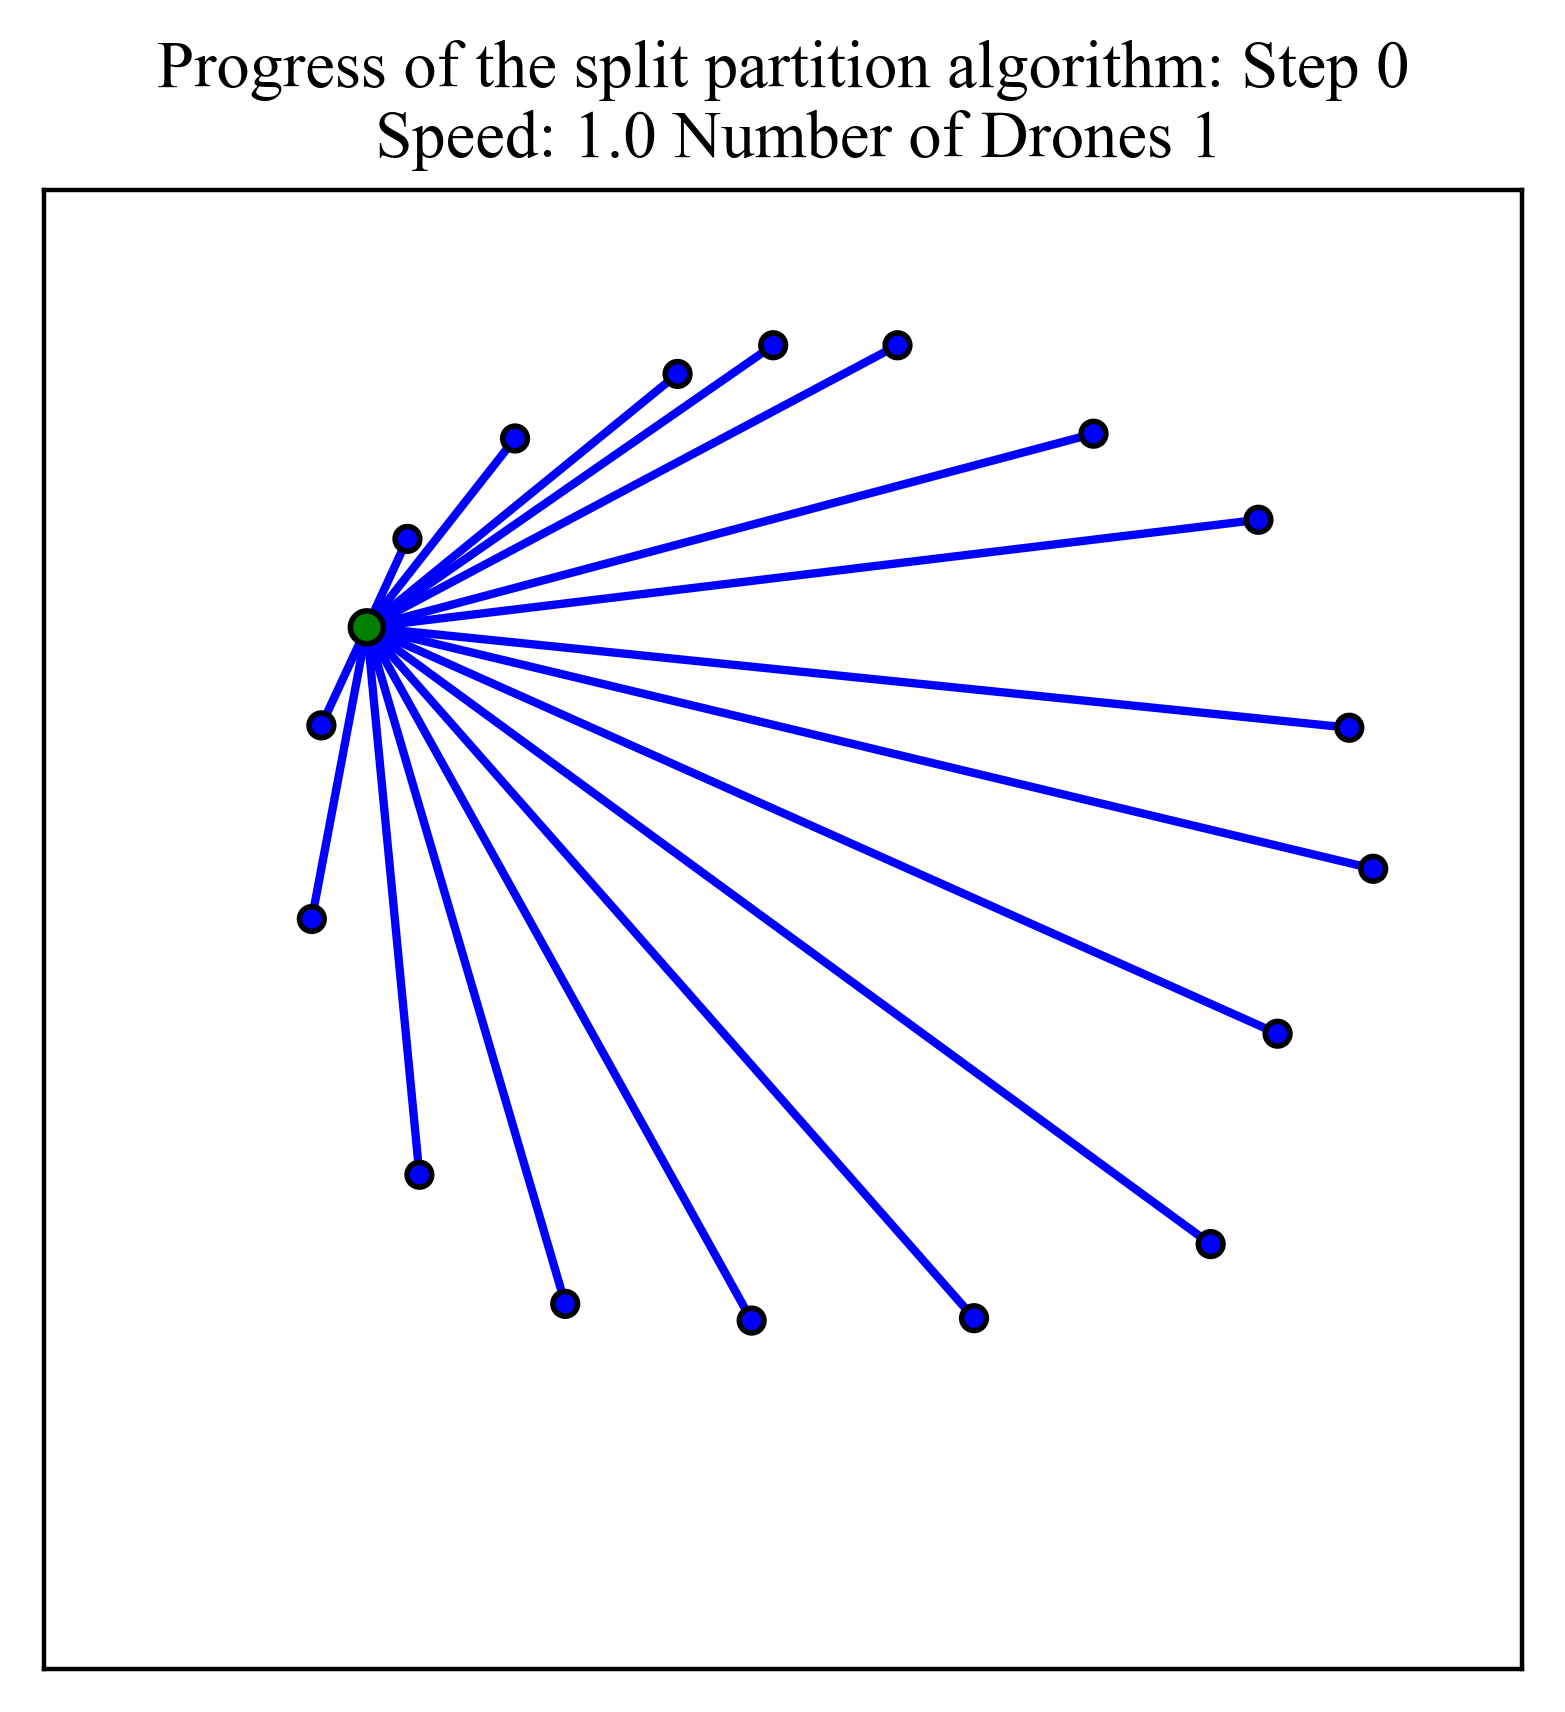 Progress of the split partition algorithm: Step 0
Speed: 1.0 Number of Drones 1